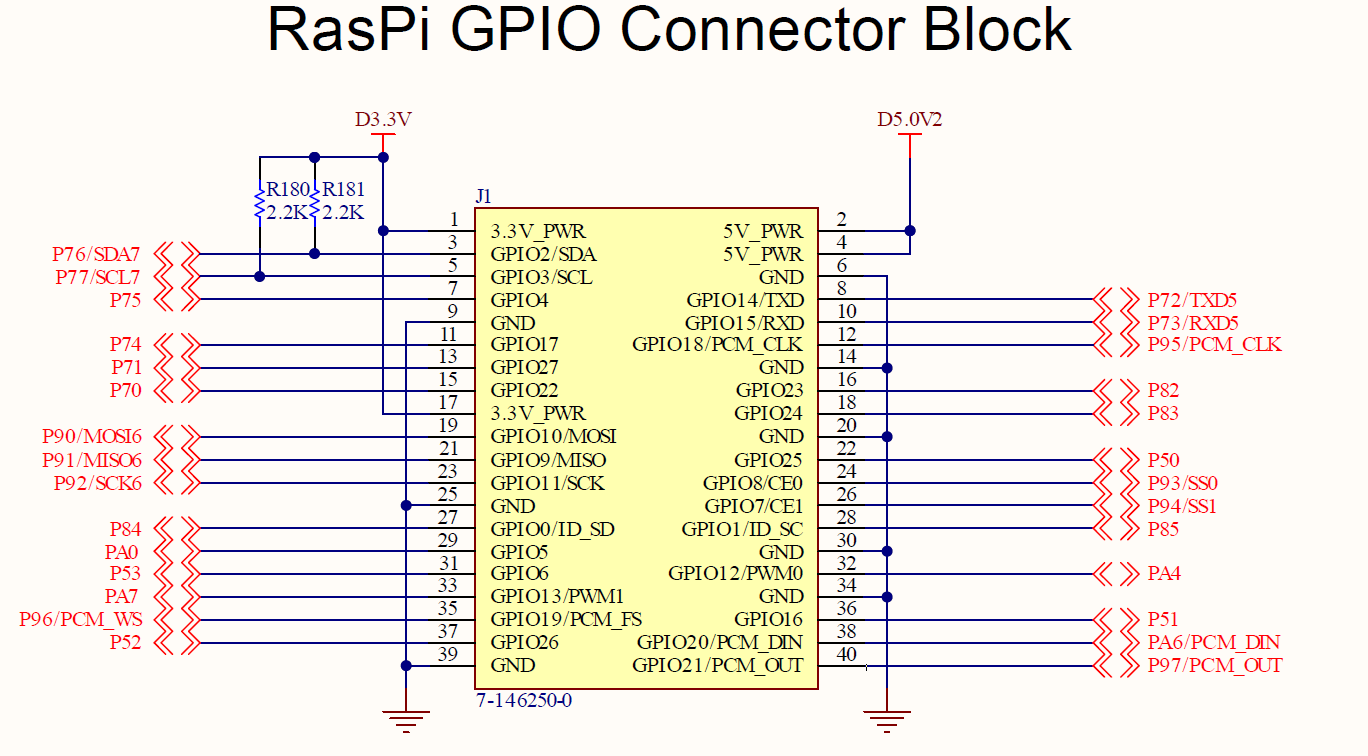 RasPi GPIO Connector Block
D3.3V D5.0V2
R180 R181
2.2K 2.2K
J1
1 3.3V_PWR 5V_PWR 2
P76/SDA7 3 GPIO2/SDA 5V_PWR 4
P77/SCL7 5 GPIO3/SCL GND 6
P75 7 GPIO4 GPIO14/TXD 8 P72/TXD5
9 GND GPIO15/RXD 10 P73/RXD5
P74 11 GPIO17 GPIO18/PCM_CLK 12 P95/PCM_CLK
P71 13 GPIO27 GND 14
P70 15 GPIO22 GPIO23 16 P82
17 3.3V_PWR GPIO24 18 P83
P90/MOSI6 19 GPIO10/MOSI GND 20
P91/MISO6 21 GPIO9/MISO GPIO25 22 P50
P92/SCK6 23 GPIO11/SCK GPIO8/CE0 24 P93/SS0
25 GND GPIO7/CE1 26 P94/SS1
P84 27 GPIO0/ID_SD GPIO1/ID_SC 28 P85
PA0 29 GPIO5 GND 30
P53 31 GPIO6 GPIO12/PWM0 32 PA4
PA7 33 GPIO13/PWM1 GND 34
P96/PCM_WS 35 GPIO19/PCM_FS GPIO16 36 P51
P52 37 GPIO26 GPIO20/PCM_DIN 38 PA6/PCM_DIN
39 GND GPIO21/PCM_OUT 40 P97/PCM_OUT
7-146250-0